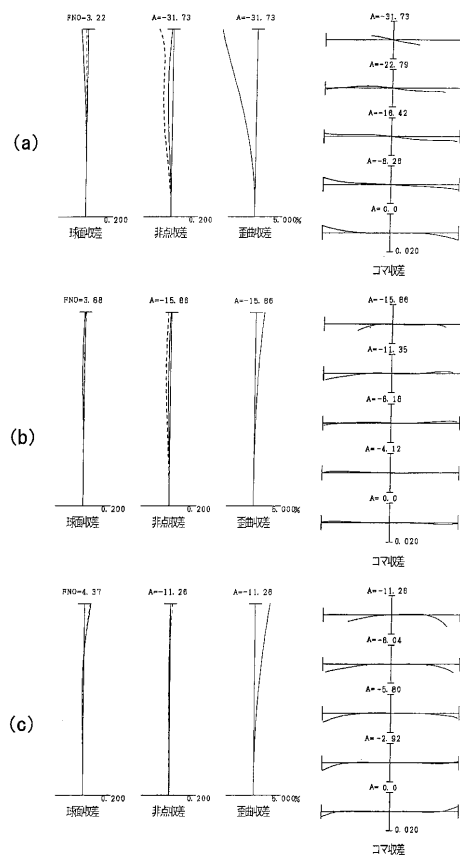 FNO=3.22
A=-31.73
A=-31.73
0.200
0.200
5.000%
球面収差
非点収差
歪曲収差
A=-31.73
A=-22.79
A=-16.42
A=-8.28
A=0.0
0.020
コマ収差
(a)
FNO=3.68
A=-15.86
A=-15.86
0.200
0.200
5.000%
球面収差
非点収差
歪曲収差
A=-15.86
A=-11.35
A=-8.18
A=-4.12
A=0.0
0.020
コマ収差
(b)
FNO=4.37
A=-11.26
A=-11.26
0.200
0.200
5.000%
球面収差
非点収差
歪曲収差
A=-11.26
A=-8.04
A=-5.80
A=-2.92
A=0.0
0.020
コマ収差
(c)